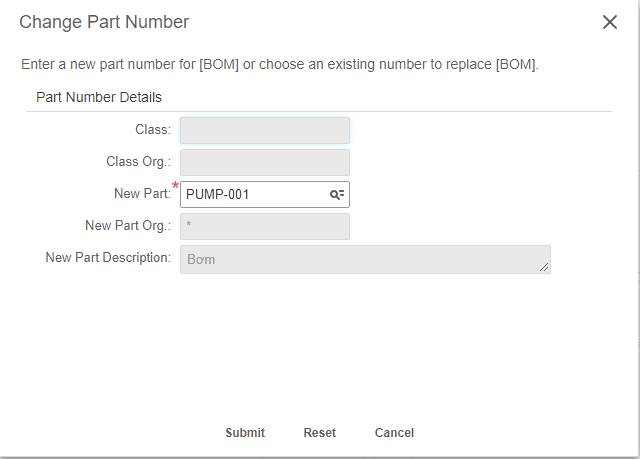 Change Part Number
Enter a new part number for [BOM] or choose an existing number to replace [BOM].
Part Number Details
Class:
Class Org.:
New Part:* PUMP-001
New Part Org.: *
New Part Description: Bơm
Submit Reset Cancel